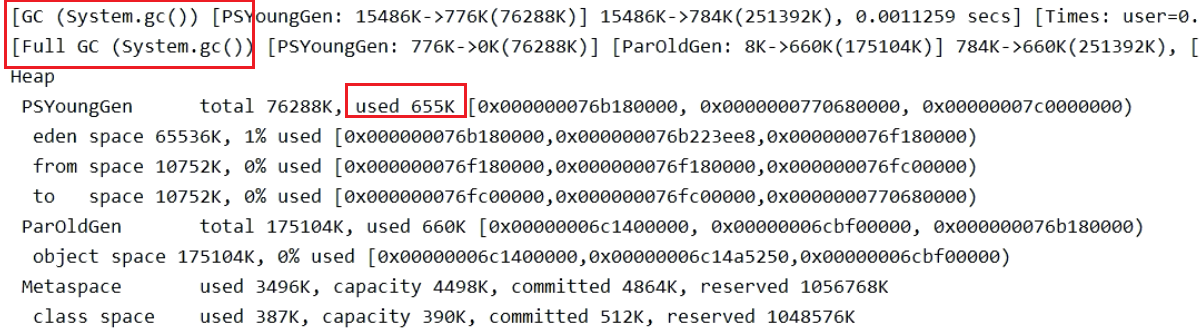 [GC (System.gc()) [PSYoungGen: 15486K->776K(76288K)] 15486K->784K(251392K), 0.0011259 secs] [Times: user=0.
[Full GC (System.gc()) [PSYoungGen: 776K->0K(76288K)] [ParOldGen: 8K->660K(175104K)] 784K->660K(251392K), [
Heap
PSYoungGen total 76288K, used 655K [0x000000076b180000, 0x0000000770680000, 0x00000007c0000000)
eden space 65536K, 1% used [0x000000076b180000,0x000000076b223ee8,0x000000076f180000)
from space 10752K, 0% used [0x000000076f180000,0x000000076f180000,0x000000076fc00000)
to space 10752K, 0% used [0x000000076fc00000,0x000000076fc00000,0x0000000770680000)
ParOldGen total 175104K, used 660K [0x00000006c1400000, 0x00000006cbf00000, 0x000000076b180000)
object space 175104K, 0% used [0x00000006c1400000,0x00000006c14a5250,0x00000006cbf00000)
Metaspace used 3496K, capacity 4498K, committed 4864K, reserved 1056768K
class space used 387K, capacity 390K, committed 512K, reserved 1048576K